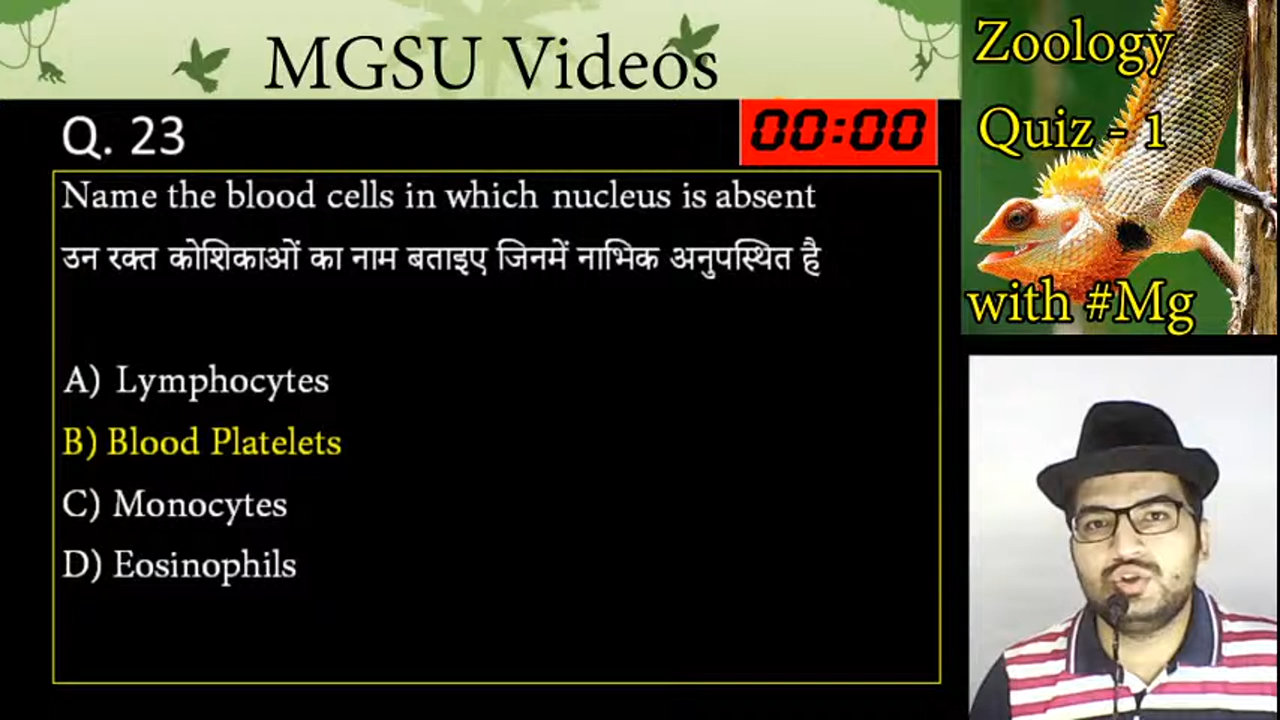 MGSU Videos
Zoology
Quiz - 1
with #Mg
Q. 23
00:00
Name the blood cells in which nucleus is absent
उन रक्त कोशिकाओं का नाम बताइए जिनमें नाभिक अनुपस्थित है
A) Lymphocytes
B) Blood Platelets
C) Monocytes
D) Eosinophils